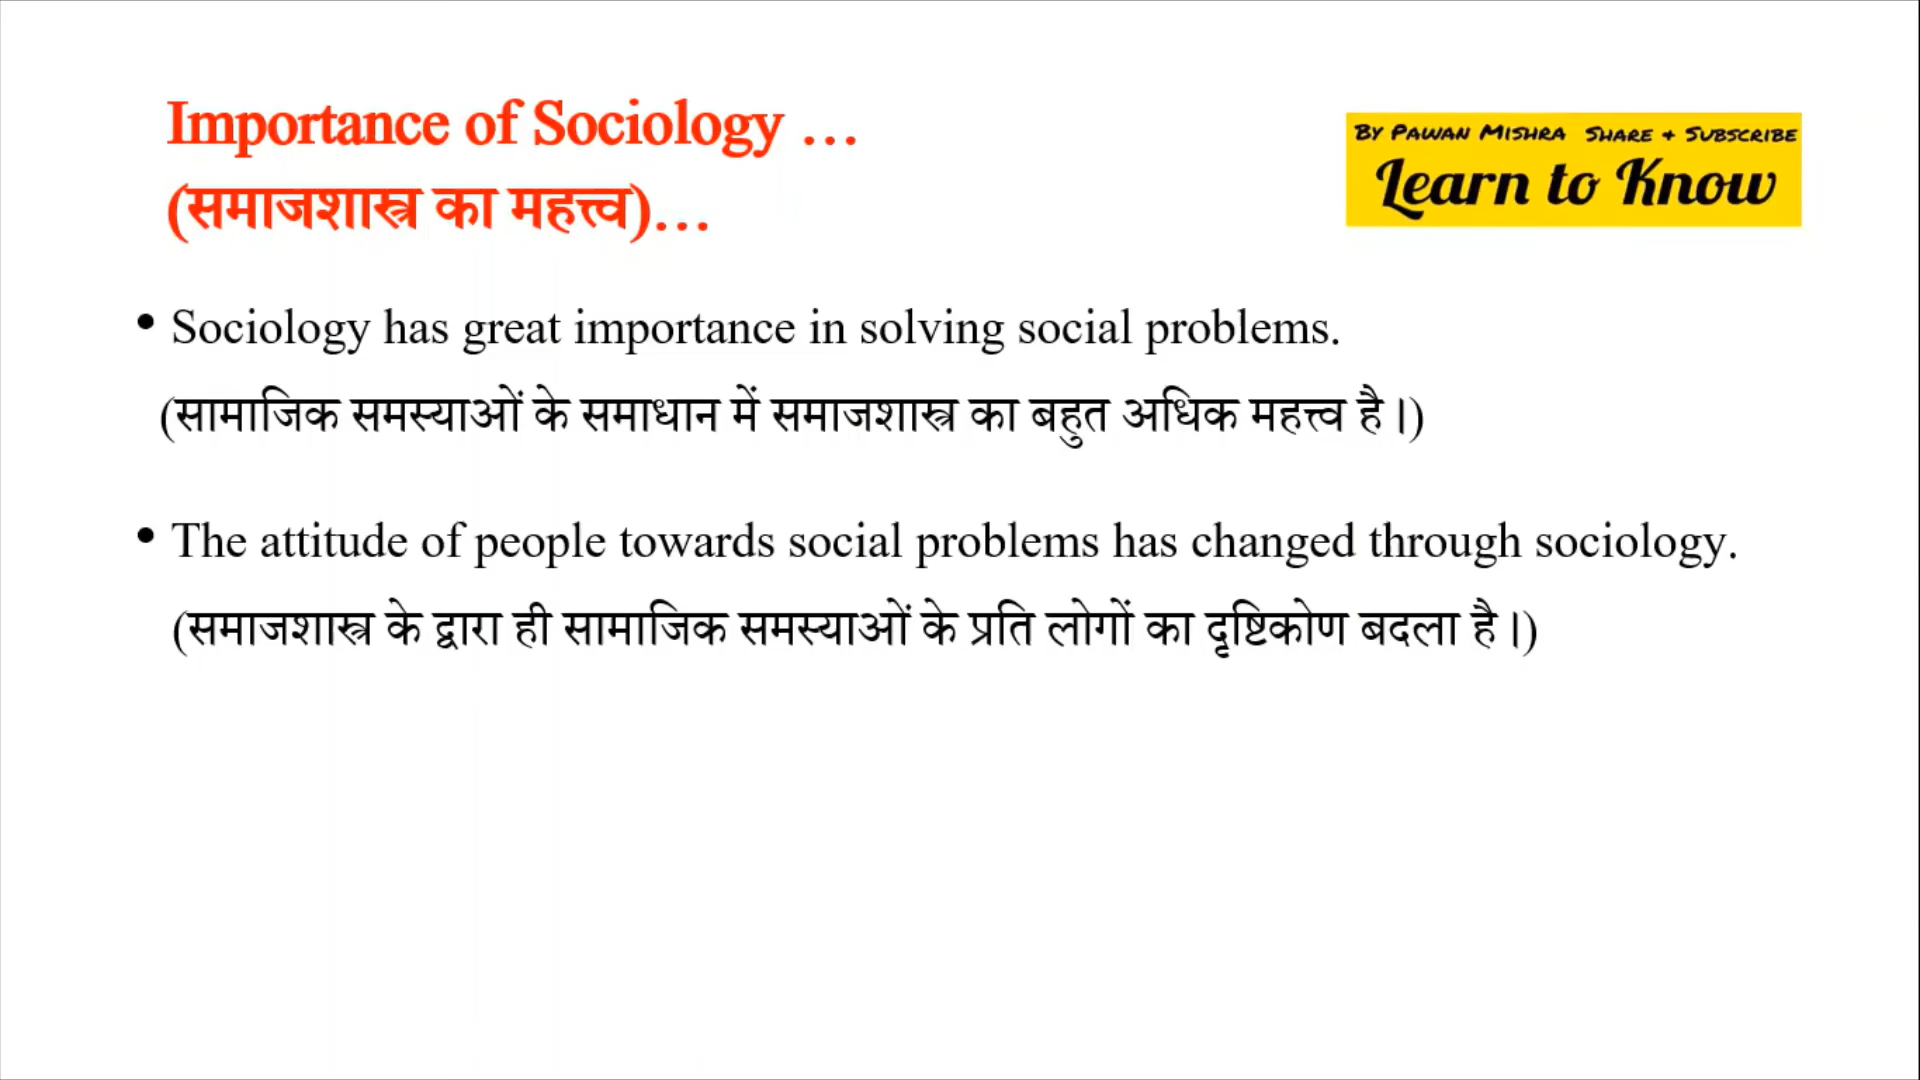 Importance of Sociology …
(समाजशास्त्र का महत्त्व)…
By Pawan Mishra Share + Subscribe
Learn to Know
• Sociology has great importance in solving social problems.
(सामाजिक समस्याओं के समाधान में समाजशास्त्र का बहुत अधिक महत्त्व है।)
• The attitude of people towards social problems has changed through sociology.
(समाजशास्त्र के द्वारा ही सामाजिक समस्याओं के प्रति लोगों का दृष्टिकोण बदला है।)